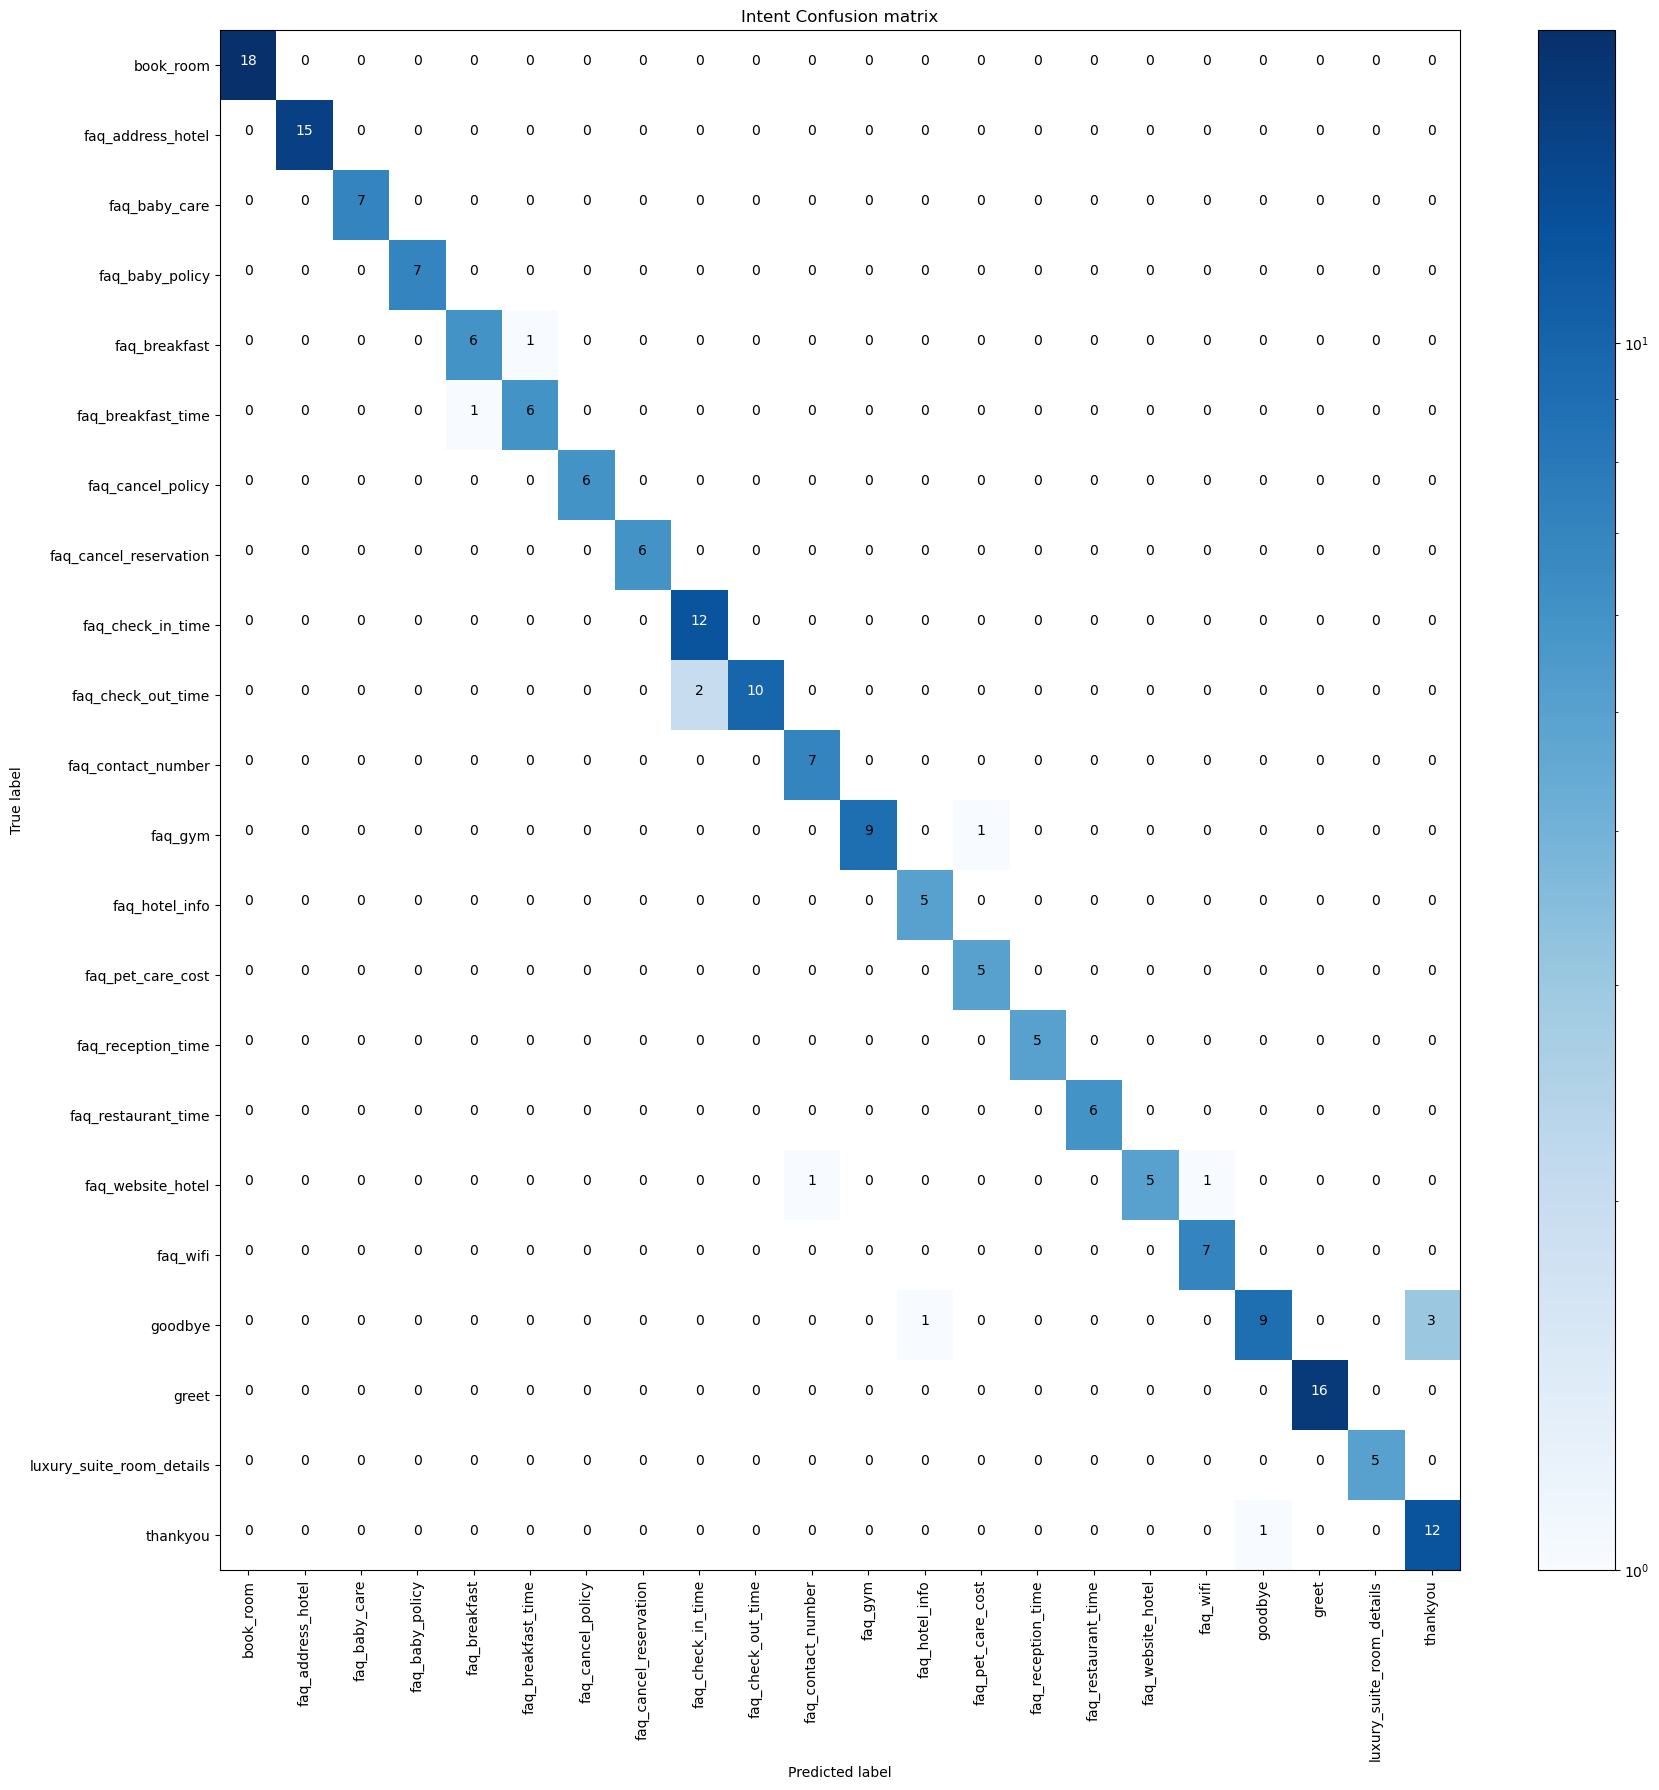 Intent Confusion matrix
book_room 18 0 0 0 0 0 0 0 0 0 0 0 0 0 0 0 0 0 0 0 0 0
faq_address_hotel 0 15 0 0 0 0 0 0 0 0 0 0 0 0 0 0 0 0 0 0 0 0
faq_baby_care 0 0 7 0 0 0 0 0 0 0 0 0 0 0 0 0 0 0 0 0 0 0
faq_baby_policy 0 0 0 7 0 0 0 0 0 0 0 0 0 0 0 0 0 0 0 0 0 0
faq_breakfast 0 0 0 0 6 1 0 0 0 0 0 0 0 0 0 0 0 0 0 0 0 0
10^1
faq_breakfast_time 0 0 0 0 1 6 0 0 0 0 0 0 0 0 0 0 0 0 0 0 0 0
faq_cancel_policy 0 0 0 0 0 0 6 0 0 0 0 0 0 0 0 0 0 0 0 0 0 0
faq_cancel_reservation 0 0 0 0 0 0 0 6 0 0 0 0 0 0 0 0 0 0 0 0 0 0
faq_check_in_time 0 0 0 0 0 0 0 0 12 0 0 0 0 0 0 0 0 0 0 0 0 0
faq_check_out_time 0 0 0 0 0 0 0 0 2 10 0 0 0 0 0 0 0 0 0 0 0 0
faq_contact_number 0 0 0 0 0 0 0 0 0 0 7 0 0 0 0 0 0 0 0 0 0 0
True label
faq_gym 0 0 0 0 0 0 0 0 0 0 0 9 0 1 0 0 0 0 0 0 0 0
faq_hotel_info 0 0 0 0 0 0 0 0 0 0 0 0 5 0 0 0 0 0 0 0 0 0
faq_pet_care_cost 0 0 0 0 0 0 0 0 0 0 0 0 0 5 0 0 0 0 0 0 0 0
faq_reception_time 0 0 0 0 0 0 0 0 0 0 0 0 0 0 5 0 0 0 0 0 0 0
faq_restaurant_time 0 0 0 0 0 0 0 0 0 0 0 0 0 0 0 6 0 0 0 0 0 0
faq_website_hotel 0 0 0 0 0 0 0 0 0 0 1 0 0 0 0 0 5 1 0 0 0 0
faq_wifi 0 0 0 0 0 0 0 0 0 0 0 0 0 0 0 0 0 7 0 0 0 0
goodbye 0 0 0 0 0 0 0 0 0 0 0 0 1 0 0 0 0 0 9 0 0 3
greet 0 0 0 0 0 0 0 0 0 0 0 0 0 0 0 0 0 0 0 16 0 0
luxury_suite_room_details 0 0 0 0 0 0 0 0 0 0 0 0 0 0 0 0 0 0 0 0 5 0
thankyou 0 0 0 0 0 0 0 0 0 0 0 0 0 0 0 0 0 0 1 0 0 12
10^0
book_room
faq_address_hotel
faq_baby_care
faq_baby_policy
faq_breakfast
faq_breakfast_time
faq_cancel_policy
faq_cancel_reservation
faq_check_in_time
faq_check_out_time
faq_contact_number
faq_gym
faq_hotel_info
faq_pet_care_cost
faq_reception_time
faq_restaurant_time
faq_website_hotel
faq_wifi
goodbye
greet
luxury_suite_room_details
thankyou
Predicted label